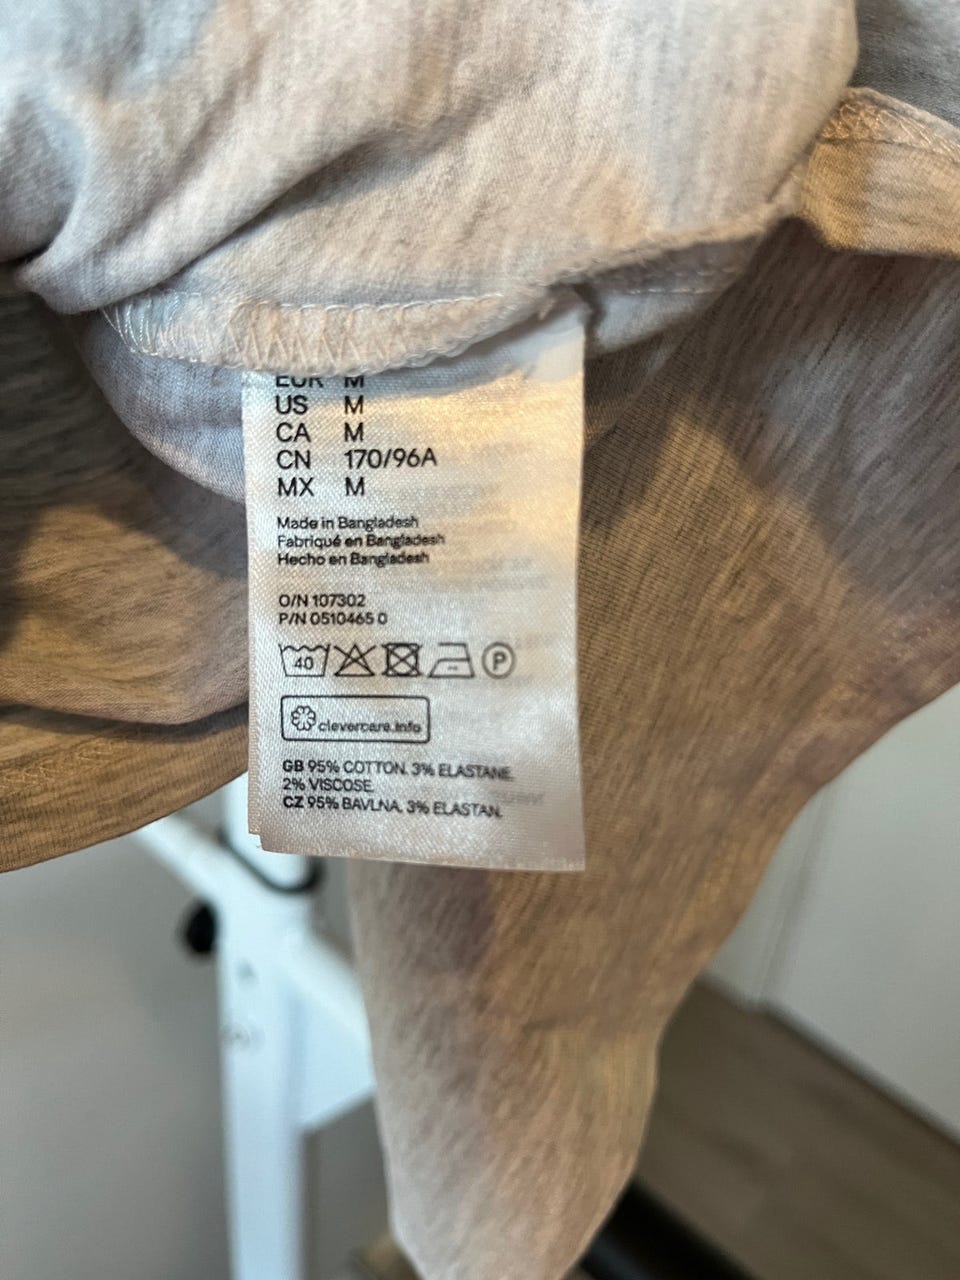 EUR M
US M
CA M
CN 170/96A
MX M
Made in Bangladesh
Fabriqué en Bangladesh
Hecho en Bangladesh
O/N 107302
P/N 0510465 0
40 P
clevercare.info
GB 95% COTTON. 3% ELASTANE.
2% VISCOSE.
CZ 95% BAVLNA. 3% ELASTAN.